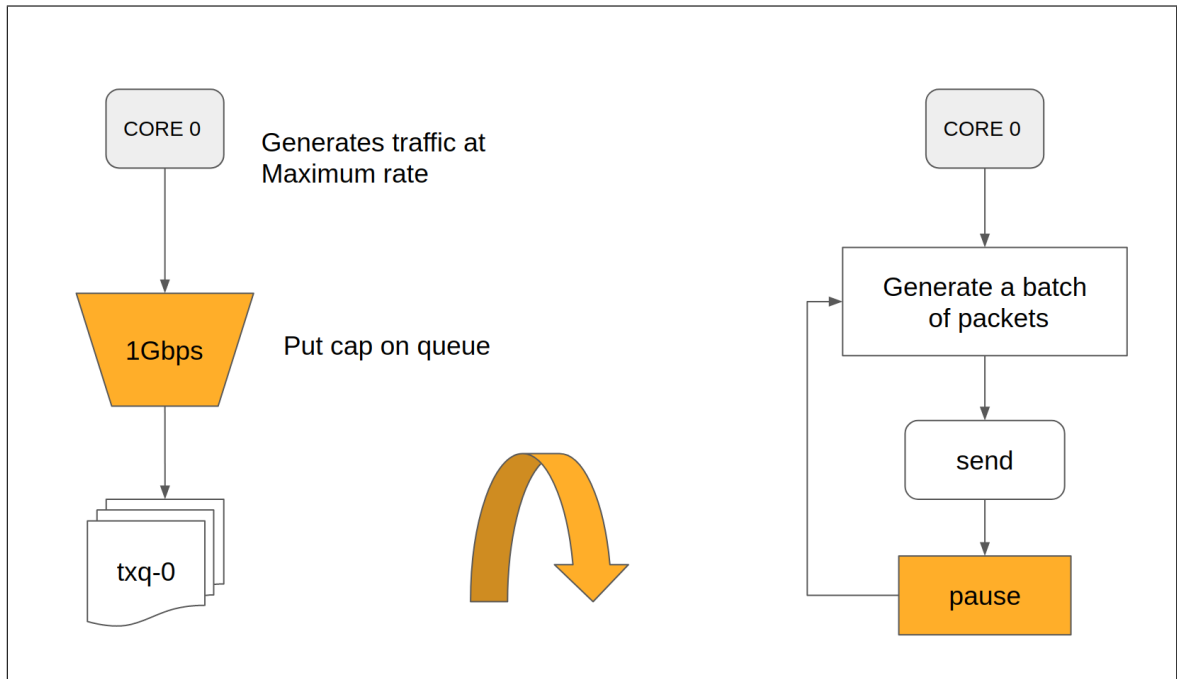 CORE 0
Generates traffic at
Maximum rate
1Gbps
Put cap on queue
txq-0
CORE 0
Generate a batch
of packets
send
pause